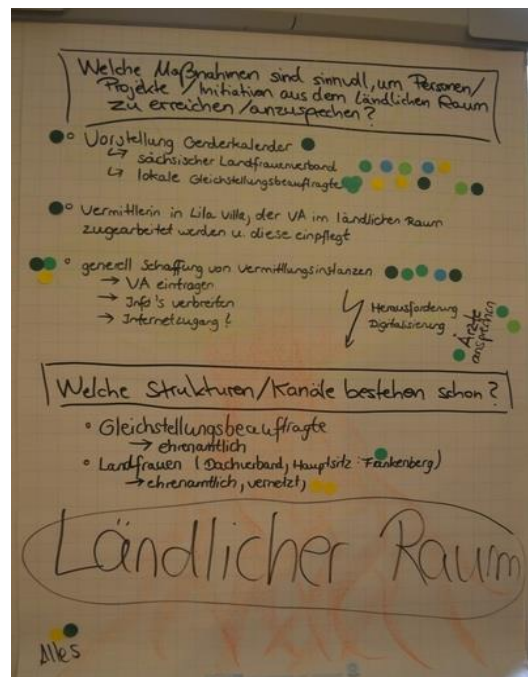 Welche Maßnahmen sind sinnvoll, um Personen/
Projekte/Initiativen aus dem ländlichen Raum
zu erreichen/anzusprechen?
Vorstellung Genderkalender
↳ sächsischer Landfrauenverband
↳ lokale Gleichstellungsbeauftragte
Vermittlerin in Lila Villa, der VA im ländlichen Raum
zugearbeitet werden u. diese einpflegt
generell Schaffung von Vermittlungsinstanzen
→ VA eintragen
→ Info's verbreiten
→ Internetzugang!
Herausforderung
Digitalisierung
Ärzte
ansprechen
Welche Strukturen/Kanäle bestehen schon?
Gleichstellungsbeauftragte
→ ehrenamtlich
Landfrauen (Dachverband, Hauptsitz: Frankenberg)
→ ehrenamtlich, vernetzt,
Ländlicher Raum
Alles